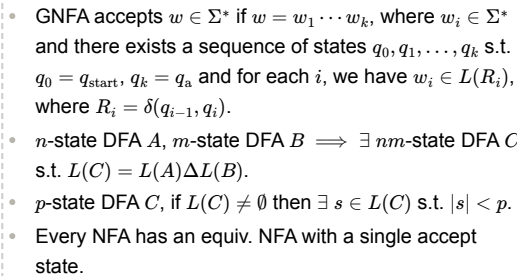 GNFA accepts w ∈ Σ* if w = w₁ ⋯ wₖ, where wᵢ ∈ Σ*
and there exists a sequence of states q₀, q₁, …, qₖ s.t.
q₀ = q_start, qₖ = qₐ and for each i, we have wᵢ ∈ L(Rᵢ),
where Rᵢ = δ(qᵢ₋₁, qᵢ).
n-state DFA A, m-state DFA B ⟹ ∃ nm-state DFA C
s.t. L(C) = L(A)ΔL(B).
p-state DFA C, if L(C) ≠ ∅ then ∃ s ∈ L(C) s.t. |s| < p.
Every NFA has an equiv. NFA with a single accept
state.